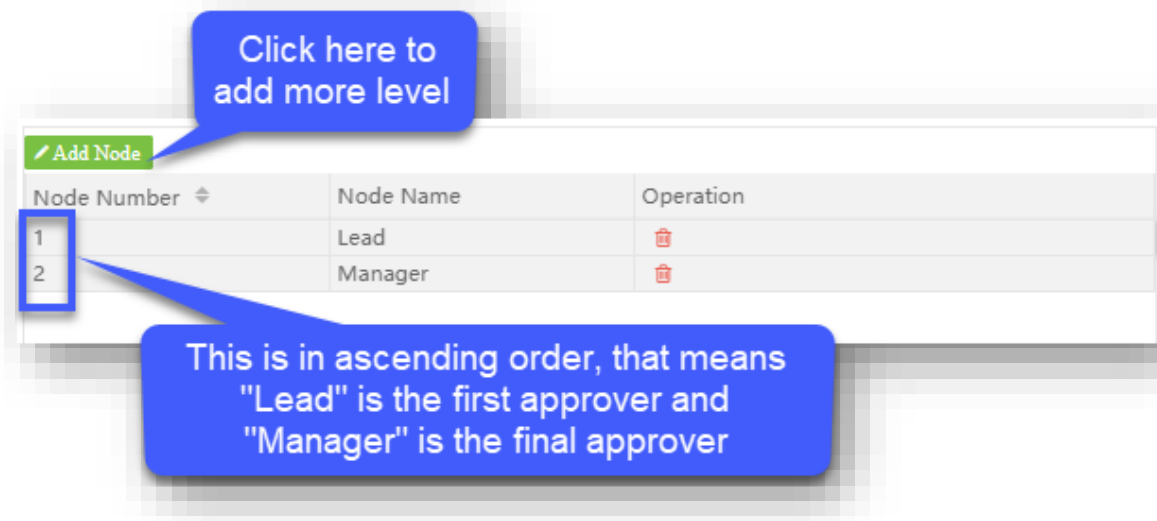 Click here to
add more level
Add Node
Node Number Node Name Operation
1 Lead
2 Manager
This is in ascending order, that means
"Lead" is the first approver and
"Manager" is the final approver